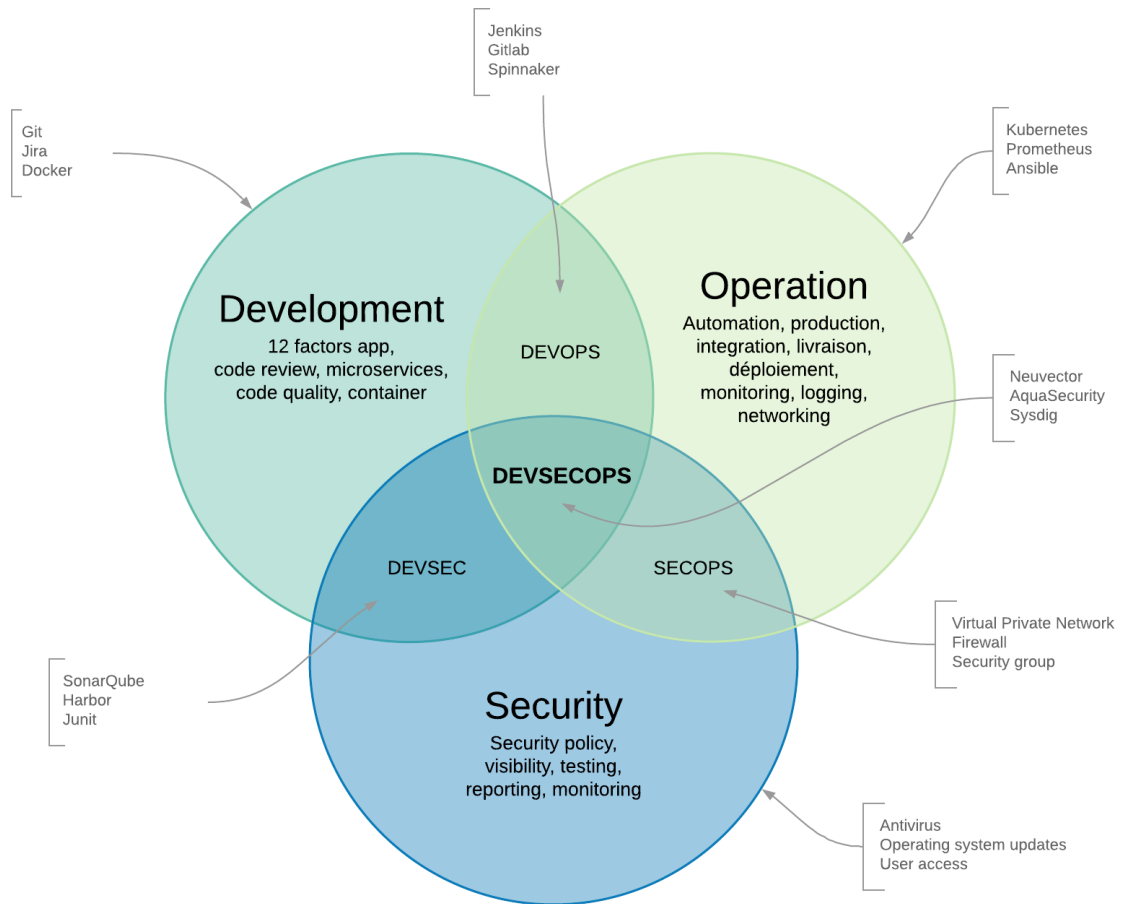 Jenkins
Gitlab
Spinnaker
Git
Jira
Docker
Kubernetes
Prometheus
Ansible
Development
12 factors app,
code review, microservices,
code quality, container
Operation
Automation, production,
integration, livraison,
déploiement,
monitoring, logging,
networking
DEVOPS
Neuvector
AquaSecurity
Sysdig
DEVSECOPS
DEVSEC
SECOPS
Virtual Private Network
Firewall
Security group
SonarQube
Harbor
Junit
Security
Security policy,
visibility, testing,
reporting, monitoring
Antivirus
Operating system updates
User access